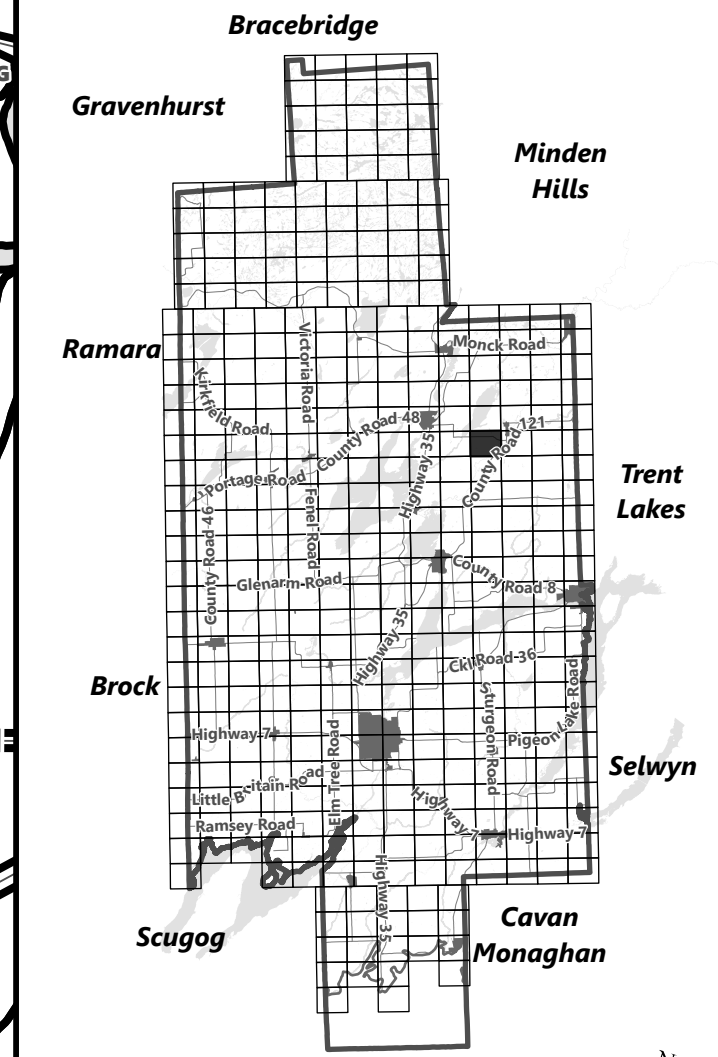 Bracebridge
G
Gravenhurst
Minden
Hills
Ramara
Victoria Road
Monck Road
Kirkfield Road
County Road 48
121
County Road
Highway 35
Portage Road
Trent
Lakes
Fenel Road
County Road 46
County Road 8
Glenarm Road
Highway 35
Ckl Road 36
Brock
Sturgeon Road
Pigeon Lake Road
Highway 7
Elm Tree Road
Selwyn
Little Britain Road
Highway 7
Ramsey Road
Highway 7
Highway 35
Cavan
Monaghan
Scugog
N